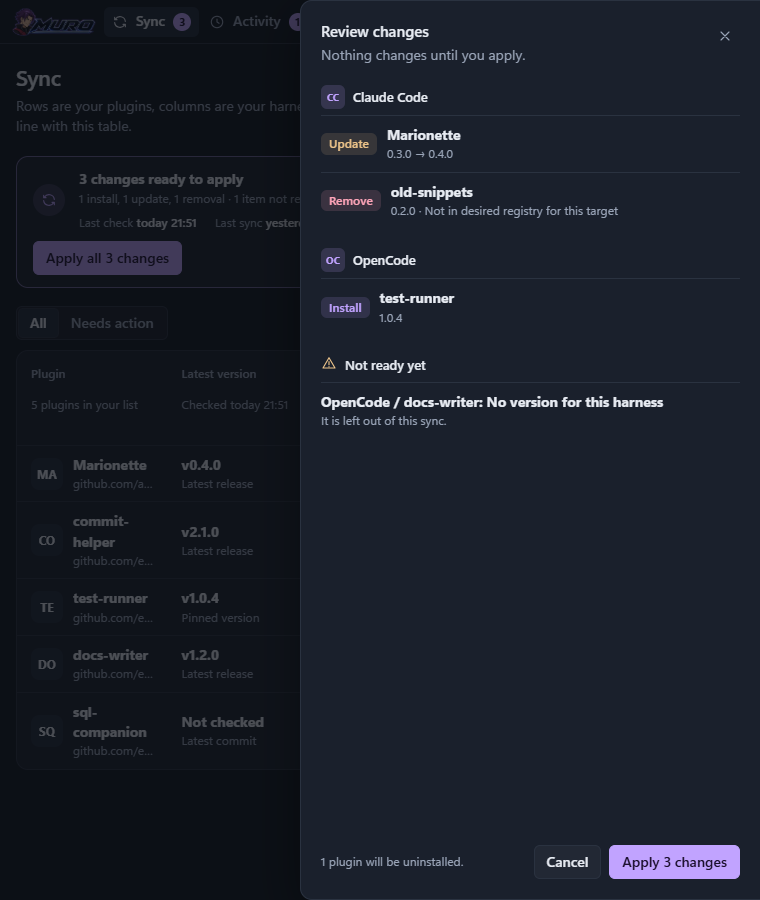 MURO
Sync
3
Activity
1
Sync
Rows are your plugins, columns are your harne
line with this table.
3 changes ready to apply
1 install, 1 update, 1 removal · 1 item not re
Last check today 21:51
Last sync yester
Apply all 3 changes
All
Needs action
Plugin
Latest version
5 plugins in your list
Checked today 21:51
MA
Marionette
github.com/a...
v0.4.0
Latest release
CO
commit-
helper
github.com/e...
v2.1.0
Latest release
TE
test-runner
github.com/e...
v1.0.4
Pinned version
DO
docs-writer
github.com/e...
v1.2.0
Latest release
SQ
sql-
companion
github.com/e...
Not checked
Latest commit
Review changes
Nothing changes until you apply.
CC
Claude Code
Update
Marionette
0.3.0 → 0.4.0
Remove
old-snippets
0.2.0 · Not in desired registry for this target
OC
OpenCode
Install
test-runner
1.0.4
Not ready yet
OpenCode / docs-writer: No version for this harness
It is left out of this sync.
1 plugin will be uninstalled.
Cancel
Apply 3 changes